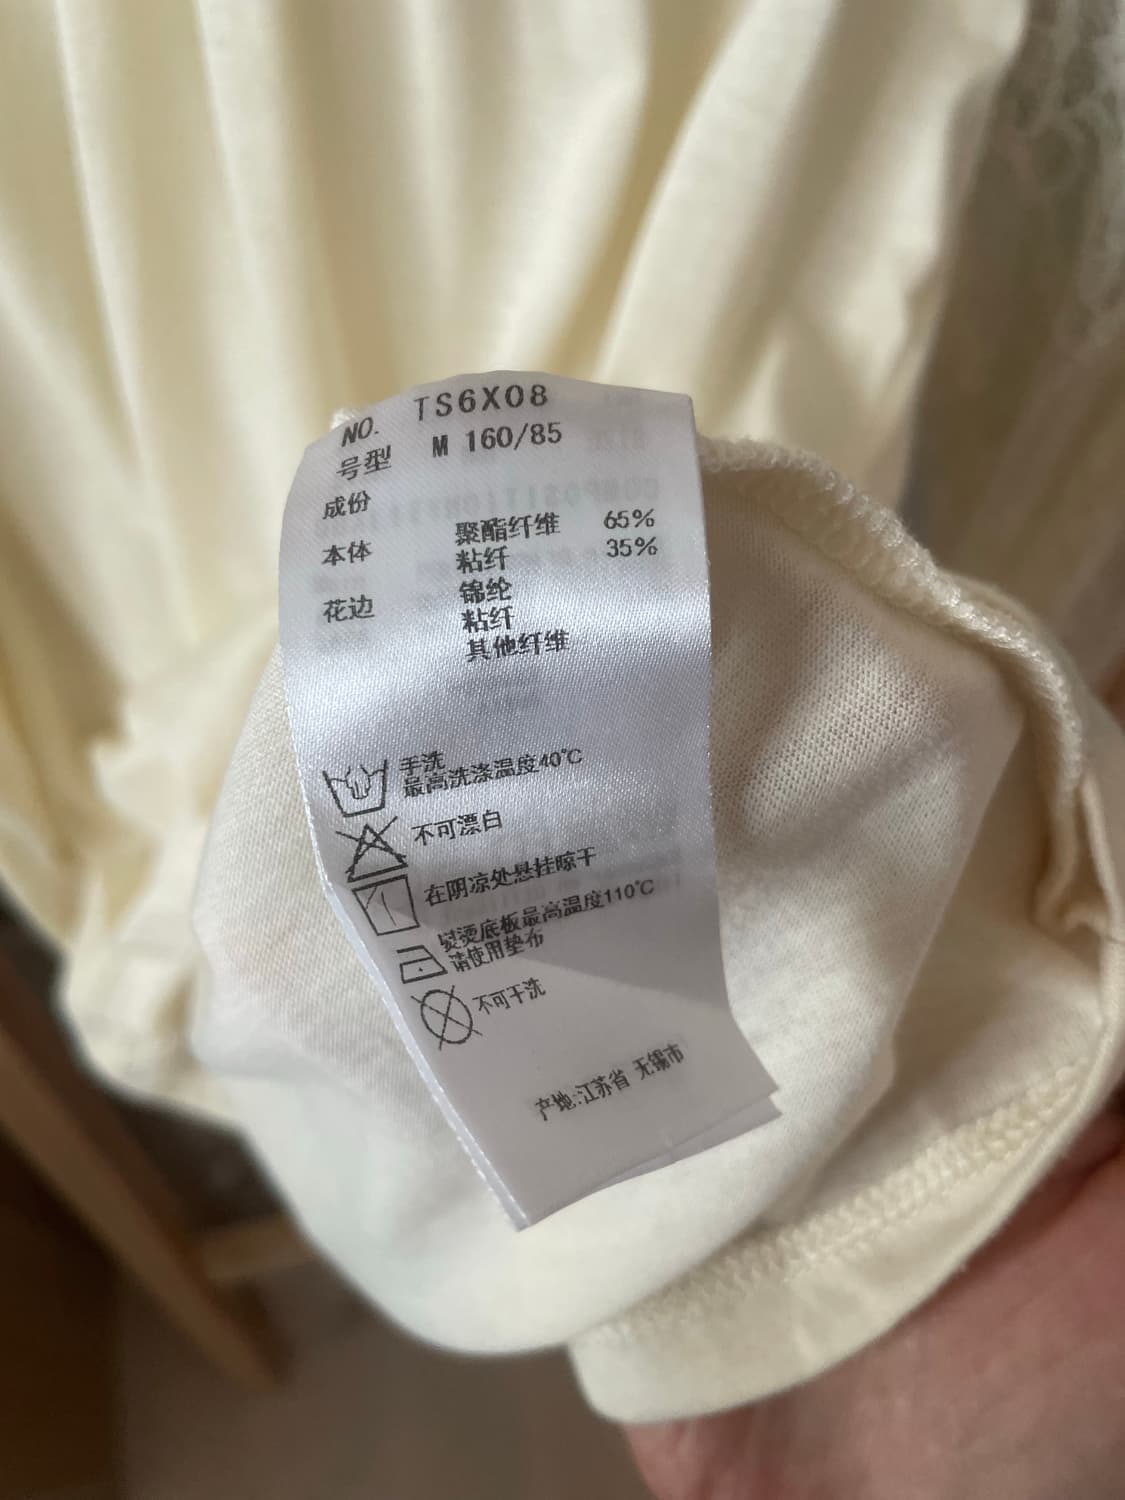 NO. TS6X08
号型 M 160/85
成份
本体 聚酯纤维 65%
粘纤 35%
花边 锦纶
粘纤
其他纤维
手洗
最高洗涤温度40℃
不可漂白
在阴凉处悬挂晾干
熨烫底板最高温度110℃
请使用垫布
不可干洗
产地:江苏省 无锡市